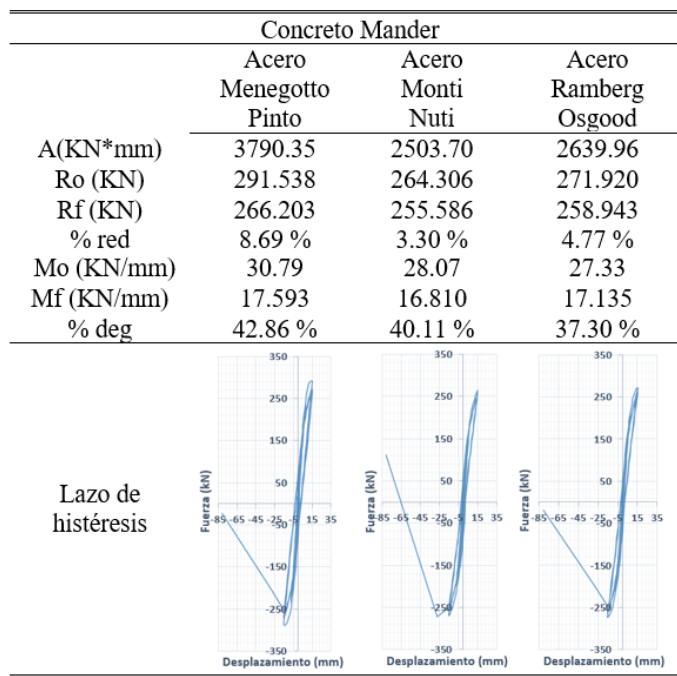 Concreto Mander
Acero Acero Acero
Menegotto Monti Ramberg
Pinto Nuti Osgood
A(KN*mm) 3790.35 2503.70 2639.96
Ro (KN) 291.538 264.306 271.920
Rf (KN) 266.203 255.586 258.943
% red 8.69 % 3.30 % 4.77 %
Mo (KN/mm) 30.79 28.07 27.33
Mf (KN/mm) 17.593 16.810 17.135
% deg 42.86 % 40.11 % 37.30 %
Lazo de
histéresis
Fuerza (kN)
350
250
150
50
-85 -65 -45 -25 -5 15 35
-50
-150
-250
-350
Desplazamiento (mm)
Fuerza (kN)
350
250
150
50
-85 -65 -45 -25 -5 15 35
-50
-150
-250
-350
Desplazamiento (mm)
Fuerza (kN)
350
250
150
50
-85 -65 -45 -25 -5 15 35
-50
-150
-250
-350
Desplazamiento (mm)